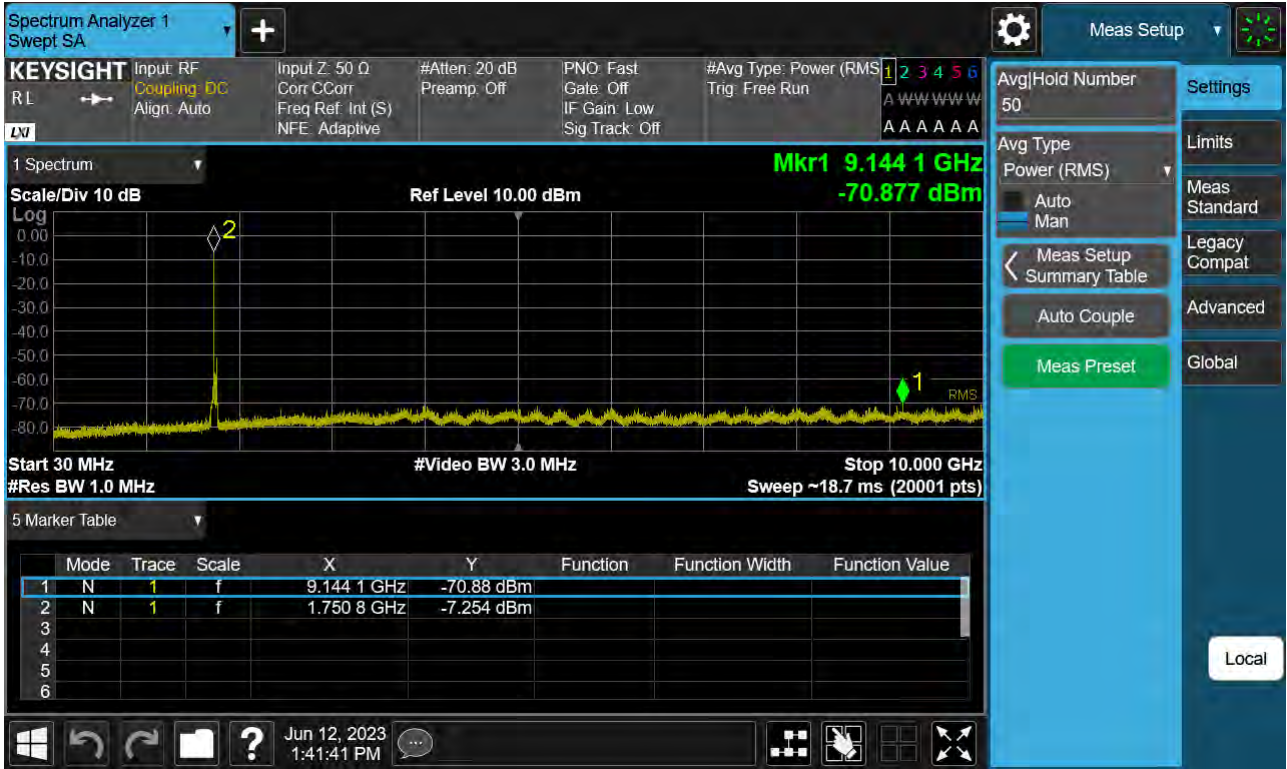 Spectrum Analyzer 1
Swept SA
+
Meas Setup
KEYSIGHT
RL
LXI
Input: RF
Coupling: DC
Align: Auto
Input Z: 50 Ω
Corr CCorr
Freq Ref: Int (S)
NFE: Adaptive
#Atten: 20 dB
Preamp: Off
PNO: Fast
Gate: Off
IF Gain: Low
Sig Track: Off
#Avg Type: Power (RMS
Trig: Free Run
1 2 3 4 5 6
A W W W W W
A A A A A A
1 Spectrum
Scale/Div 10 dB
Ref Level 10.00 dBm
Mkr1 9.144 1 GHz
-70.877 dBm
Log
0.00
-10.0
-20.0
-30.0
-40.0
-50.0
-60.0
-70.0
-80.0
2
1
RMS
Start 30 MHz
#Video BW 3.0 MHz
Stop 10.000 GHz
#Res BW 1.0 MHz
Sweep ~18.7 ms (20001 pts)
5 Marker Table
Mode Trace Scale X Y Function Function Width Function Value
1 N 1 f 9.144 1 GHz -70.88 dBm
2 N 1 f 1.750 8 GHz -7.254 dBm
3
4
5
6
?
Jun 12, 2023
1:41:41 PM
Avg|Hold Number
50
Avg Type
Power (RMS)
Auto
Man
Meas Setup
Summary Table
Auto Couple
Meas Preset
Settings
Limits
Meas
Standard
Legacy
Compat
Advanced
Global
Local